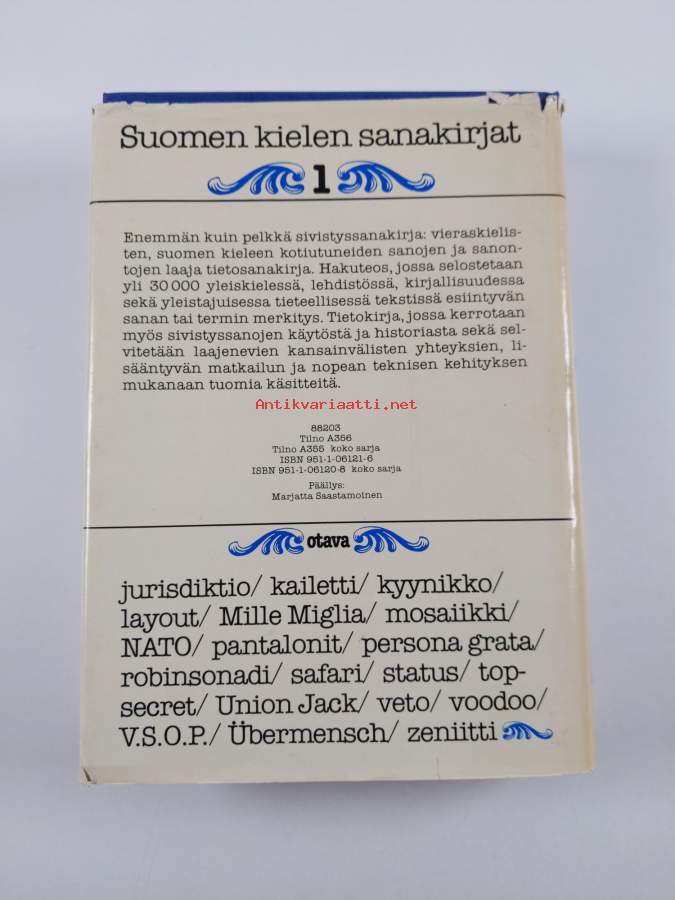 Suomen kielen sanakirjat
1
Enemmän kuin pelkkä sivistyssanakirja: vieraskielis-
ten, suomen kieleen kotiutuneiden sanojen ja sanon-
tojen laaja tietosanakirja. Hakuteos, jossa selostetaan
yli 30 000 yleiskielessä, lehdistössä, kirjallisuudessa
sekä yleistajuisessa tieteellisessä tekstissä esiintyvän
sanan tai termin merkitys. Tietokirja, jossa kerrotaan
myös sivistyssanojen käytöstä ja historiasta sekä sel-
vitetään laajenevien kansainvälisten yhteyksien, li-
sääntyvän matkailun ja nopean teknisen kehityksen
mukanaan tuomia käsitteitä.
Antikvariaatti.net
88203
Tilno A356
Tilno A355 koko sarja
ISBN 951-1-06121-6
ISBN 951-1-06120-8 koko sarja
Päällys:
Marjatta Saastamoinen
otava
jurisdiktio/ kailetti/ kyynikko/
layout/ Mille Miglia/ mosaiikki/
NATO/ pantalonit/ persona grata/
robinsonadi/ safari/ status/ top-
secret/ Union Jack/ veto/ voodoo/
V.S.O.P./ Übermensch/ zeniitti